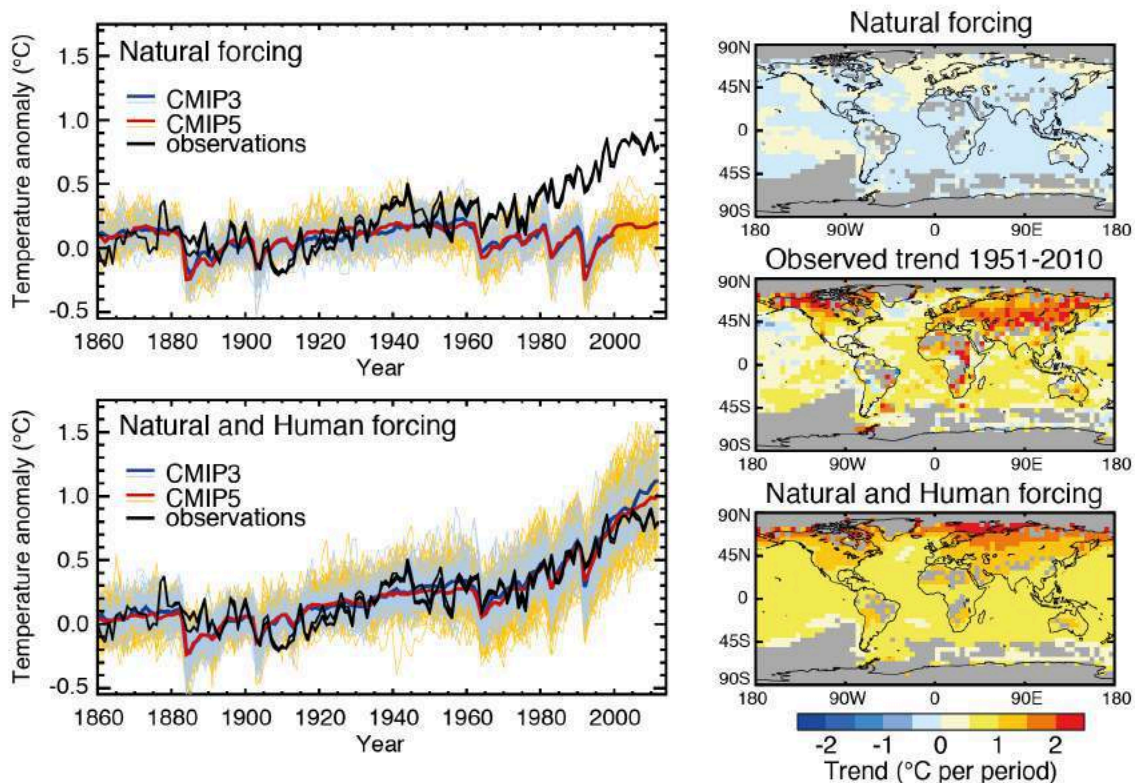 Natural forcing
CMIP3
CMIP5
observations
Temperature anomaly (°C)
1.5
1.0
0.5
0.0
-0.5
1860 1880 1900 1920 1940 1960 1980 2000
Year
Natural and Human forcing
CMIP3
CMIP5
observations
Temperature anomaly (°C)
1.5
1.0
0.5
0.0
-0.5
1860 1880 1900 1920 1940 1960 1980 2000
Year
Natural forcing
90N
45N
0
45S
90S
180 90W 0 90E 180
Observed trend 1951-2010
90N
45N
0
45S
90S
180 90W 0 90E 180
Natural and Human forcing
90N
45N
0
45S
90S
180 90W 0 90E 180
-2 -1 0 1 2
Trend (°C per period)